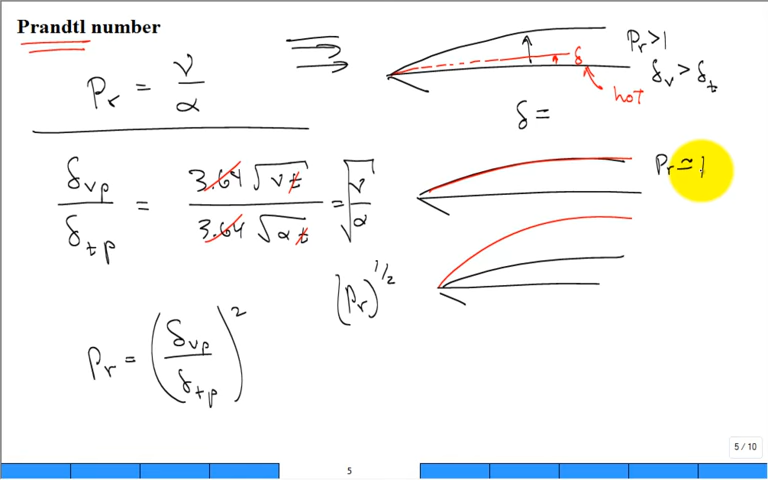 Prandtl number
Pr = ν/α
Pr > 1
δv > δt
δ
hot
δ =
δvp/δtp = 3.64 √νt / 3.64 √αt = √ν/α
Pr ≃ 1
(Pr)^1/2
Pr = (δvp/δtp)^2
5 / 10
5